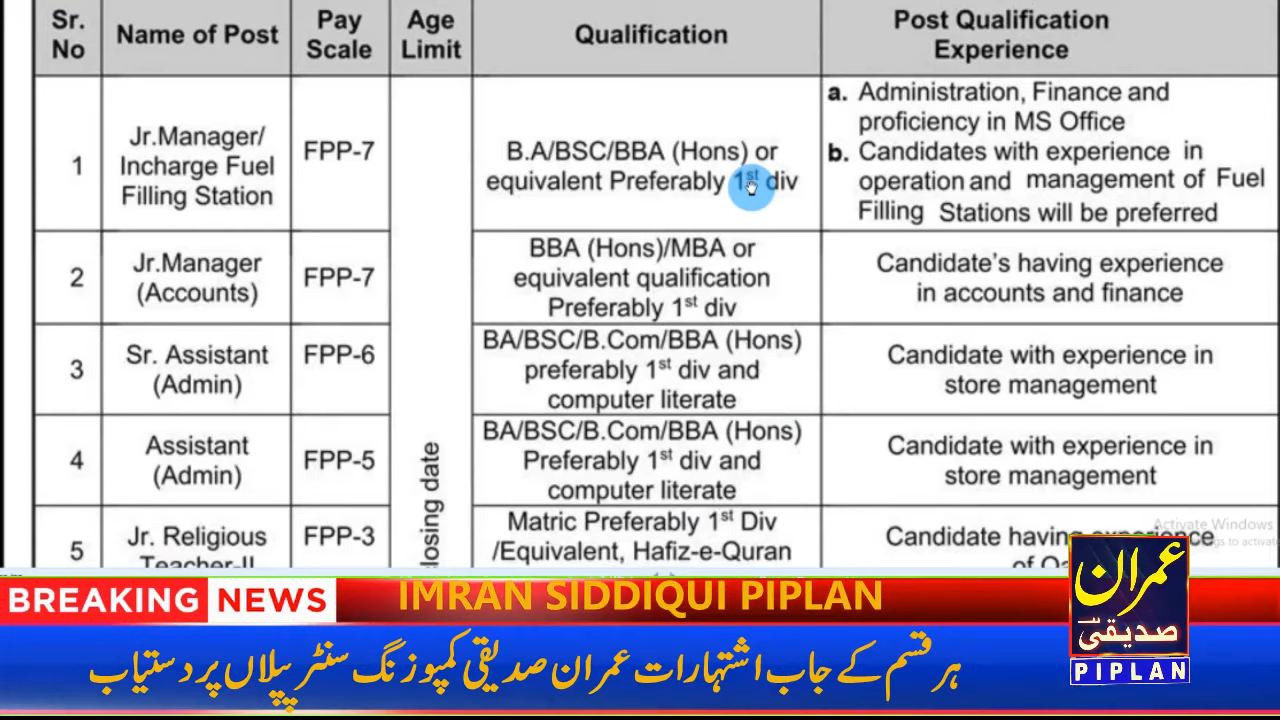 Sr. No
Name of Post
Pay Scale
Age Limit
Qualification
Post Qualification Experience
1
Jr.Manager/
Incharge Fuel
Filling Station
FPP-7
B.A/BSC/BBA (Hons) or
equivalent Preferably 1st div
a. Administration, Finance and
proficiency in MS Office
b. Candidates with experience in
operation and management of Fuel
Filling Stations will be preferred
2
Jr.Manager
(Accounts)
FPP-7
BBA (Hons)/MBA or
equivalent qualification
Preferably 1st div
Candidate's having experience
in accounts and finance
3
Sr. Assistant
(Admin)
FPP-6
BA/BSC/B.Com/BBA (Hons)
preferably 1st div and
computer literate
Candidate with experience in
store management
4
Assistant
(Admin)
FPP-5
BA/BSC/B.Com/BBA (Hons)
Preferably 1st div and
computer literate
Candidate with experience in
store management
losing date
5
Jr. Religious
Teacher-II
FPP-3
Matric Preferably 1st Div
/Equivalent, Hafiz-e-Quran
Candidate having experience
of
Activate Windows
BREAKING NEWS
IMRAN SIDDIQUI PIPLAN
ہر قسم کے جاب اشتہارات عمران صدیقی کمپوزنگ سنٹر پپلاں پر دستیاب
عمران
صدیقی
PIPLAN